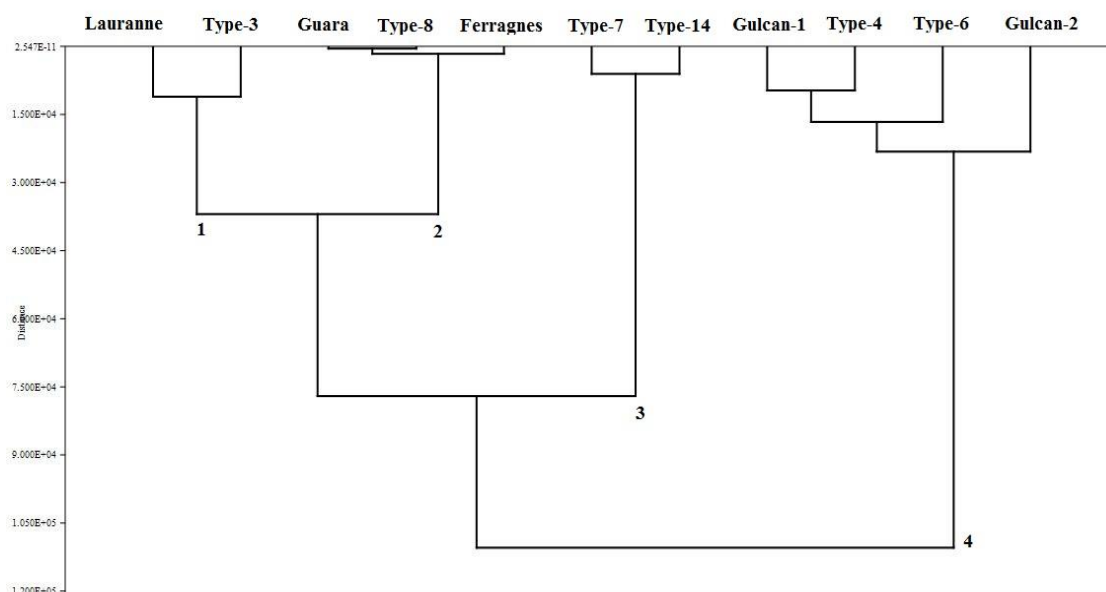 Lauranne Type-3 Guara Type-8 Ferragnes Type-7 Type-14 Gulcan-1 Type-4 Type-6 Gulcan-2
2.547E-11
1.500E+04
3.000E+04
1 2
4.500E+04
6.000E+04
Distance
7.500E+04
3
9.000E+04
1.050E+05
4
1.200E+05